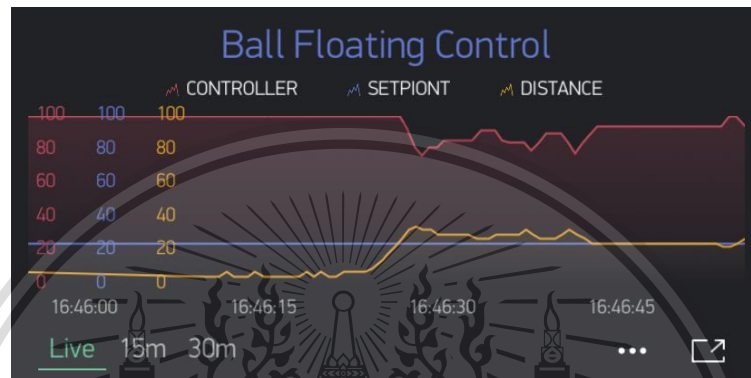 Ball Floating Control
CONTROLLER SETPIONT DISTANCE
100 100 100
80 80 80
60 60 60
40 40 40
20 20 20
0 0 0
16:46:00 16:46:15 16:46:30 16:46:45
Live 15m 30m